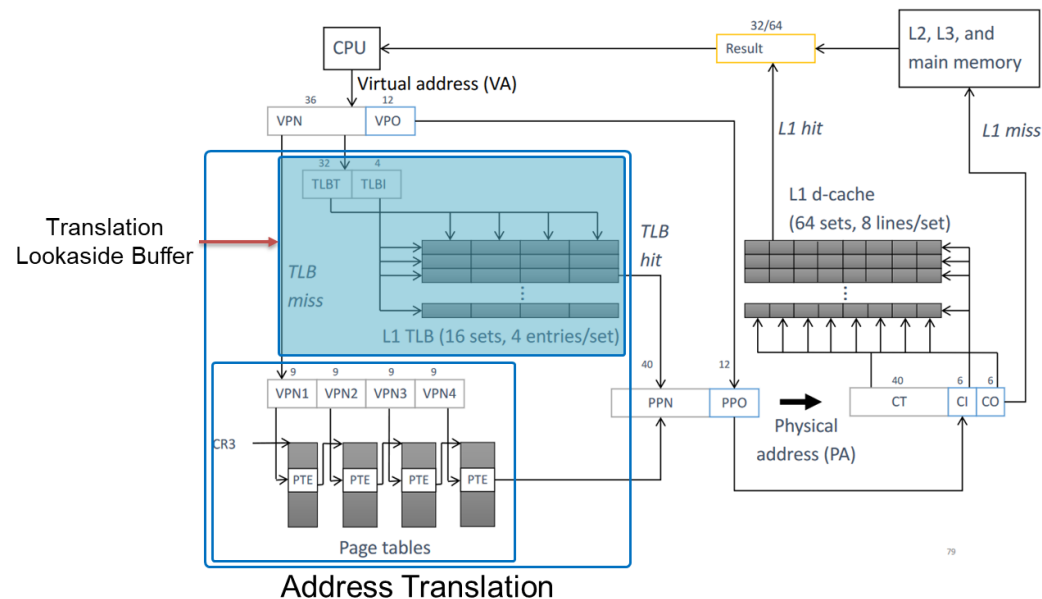 32/64
CPU
Result
L2, L3, and
main memory
Virtual address (VA)
36
12
VPN
VPO
L1 hit
L1 miss
32
4
TLBT
TLBI
Translation
Lookaside Buffer
TLB
miss
TLB
hit
L1 d-cache
(64 sets, 8 lines/set)
L1 TLB (16 sets, 4 entries/set)
9
9
9
9
VPN1
VPN2
VPN3
VPN4
40
12
PPN
PPO
Physical
address (PA)
40
6
6
CT
CI
CO
CR3
PTE
PTE
PTE
PTE
Page tables
79
Address Translation